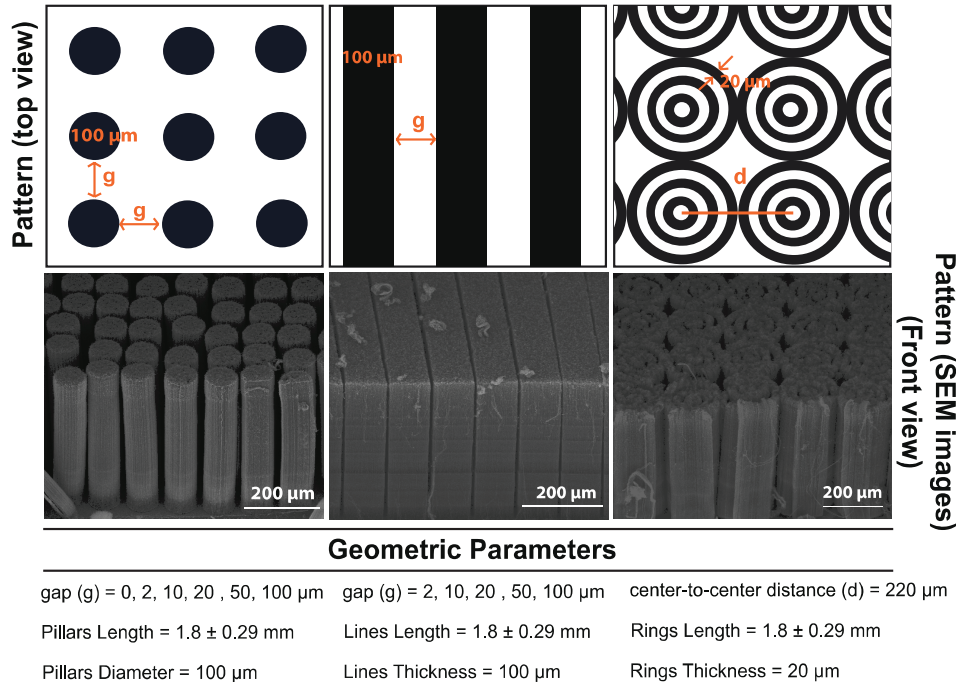 Pattern (top view)
100 µm
g
g
100 µm
g
20 µm
d
Pattern (SEM images)
(Front view)
200 µm
200 µm
200 µm
Geometric Parameters
gap (g) = 0, 2, 10, 20 , 50, 100 µm
gap (g) = 2, 10, 20 , 50, 100 µm
center-to-center distance (d) = 220 µm
Pillars Length = 1.8 ± 0.29 mm
Lines Length = 1.8 ± 0.29 mm
Rings Length = 1.8 ± 0.29 mm
Pillars Diameter = 100 µm
Lines Thickness = 100 µm
Rings Thickness = 20 µm